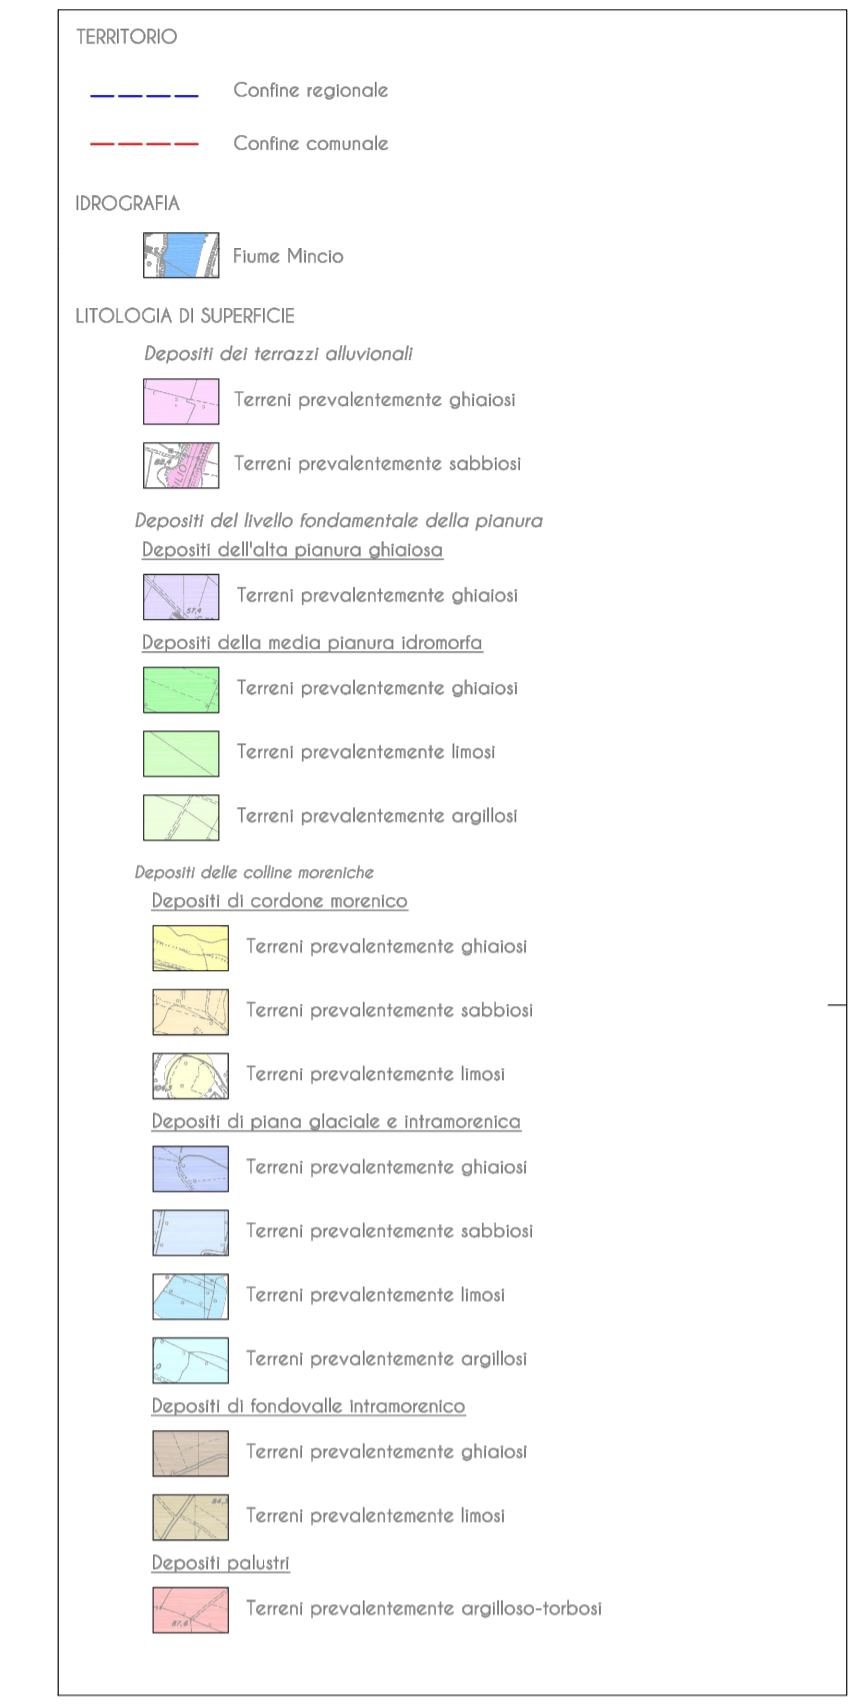 TERRITORIO
Confine regionale
Confine comunale
IDROGRAFIA
Fiume Mincio
LITOLOGIA DI SUPERFICIE
Depositi dei terrazzi alluvionali
Terreni prevalentemente ghiaiosi
Terreni prevalentemente sabbiosi
Depositi del livello fondamentale della pianura
Depositi dell'alta pianura ghiaiosa
57,4
Terreni prevalentemente ghiaiosi
Depositi della media pianura idromorfa
Terreni prevalentemente ghiaiosi
Terreni prevalentemente limosi
Terreni prevalentemente argillosi
Depositi delle colline moreniche
Depositi di cordone morenico
Terreni prevalentemente ghiaiosi
Terreni prevalentemente sabbiosi
Terreni prevalentemente limosi
Depositi di piana glaciale e intramorenica
Terreni prevalentemente ghiaiosi
Terreni prevalentemente sabbiosi
Terreni prevalentemente limosi
Terreni prevalentemente argillosi
Depositi di fondovalle intramorenico
Terreni prevalentemente ghiaiosi
Terreni prevalentemente limosi
Depositi palustri
87,6
Terreni prevalentemente argilloso-torbosi